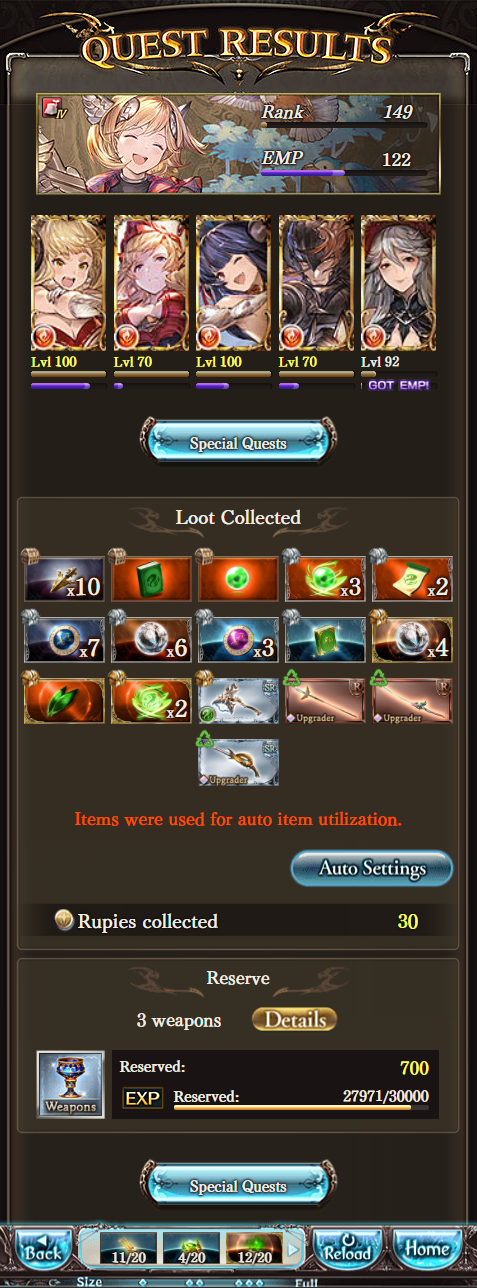 QUEST RESULTS
IV
Rank 149
EMP 122
Lvl 100 Lvl 70 Lvl 100 Lvl 70 Lvl 92
GOT EMP!
Special Quests
Loot Collected
x10 x3 x2
x7 x6 x3 x4
x2 SR Upgrader R Upgrader R
Upgrader SR
Items were used for auto item utilization.
Auto Settings
Rupies collected 30
Reserve
3 weapons Details
Reserved: 700
Weapons
EXP Reserved: 27971/30000
Special Quests
Back 11/20 4/20 12/20 Reload Home
Size Full